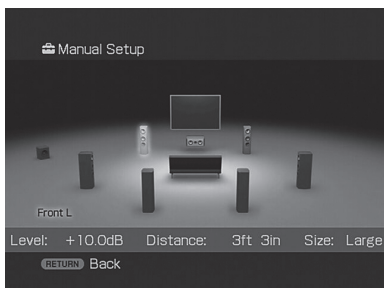 Manual Setup
Front L
Level: +10.0dB Distance: 3ft 3in Size: Large
RETURN Back